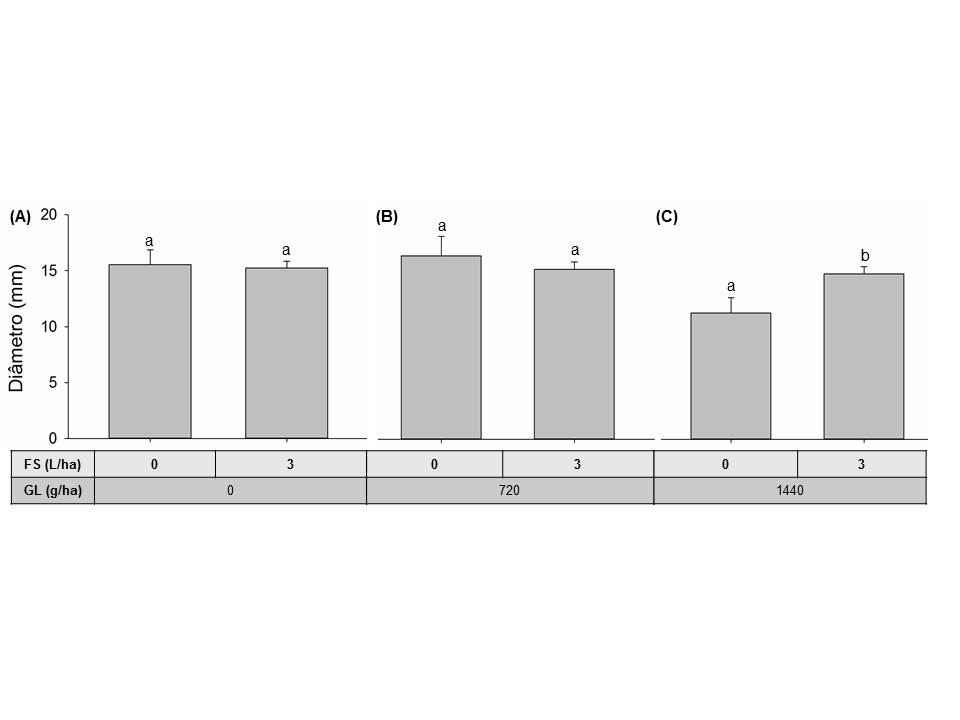 (A) 20 (B) (C)
a a a a a b
15
10
5
0
Diâmetro (mm)
FS (L/ha) 0 3 0 3 0 3
GL (g/ha) 0 720 1440